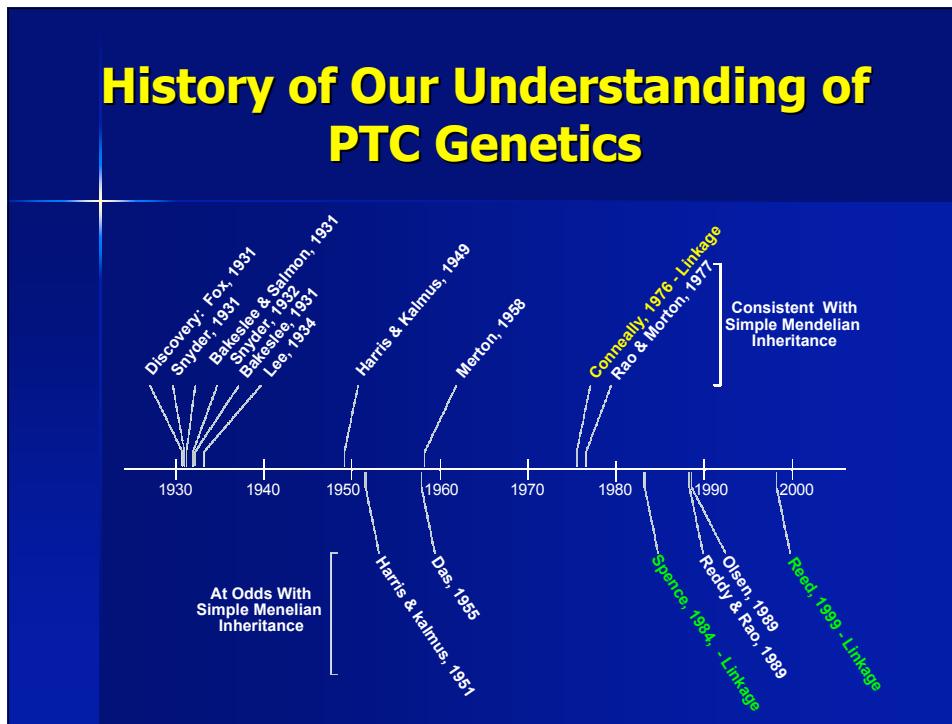 History of Our Understanding of
PTC Genetics
Discovery: Fox, 1931
Snyder, 1931
Bakeslee & Salmon, 1931
Snyder, 1932
Bakeslee, 1931
Lee, 1934
Harris & Kalmus, 1949
Merton, 1958
Conneally, 1976 - Linkage
Rao & Morton, 1977
Consistent With
Simple Mendelian
Inheritance
1930
1940
1950
1960
1970
1980
1990
2000
At Odds With
Simple Menelian
Inheritance
Harris & kalmus, 1951
Das, 1955
Spence, 1984, - Linkage
Reddy & Rao, 1989
Olsen, 1989
Reed, 1999 - Linkage